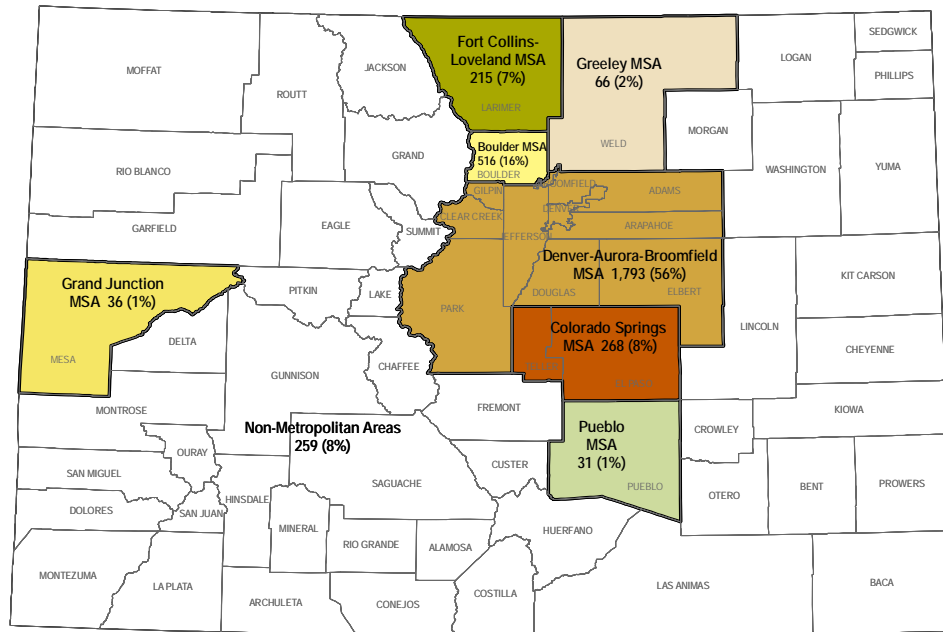 SEDGWICK
Fort Collins-
Loveland MSA
215 (7%)
LOGAN
Greeley MSA
66 (2%)
JACKSON
MOFFAT
PHILLIPS
ROUTT
LARIMER
MORGAN
WELD
Boulder MSA
516 (16%)
BOULDER
GRAND
YUMA
RIO BLANCO
WASHINGTON
GILPIN
ADAMS
DENVER
CLEAR CREEK
GARFIELD
EAGLE
SUMMIT
JEFFERSON
ARAPAHOE
Denver-Aurora-Broomfield
MSA 1,793 (56%)
KIT CARSON
Grand Junction
MSA 36 (1%)
PITKIN
LAKE
DOUGLAS
ELBERT
PARK
LINCOLN
Colorado Springs
MSA 268 (8%)
DELTA
CHEYENNE
MESA
CHAFFEE
GUNNISON
FREMONT
MONTROSE
KIOWA
Non-Metropolitan Areas
259 (8%)
Pueblo
MSA
31 (1%)
CROWLEY
OURAY
CUSTER
SAN MIGUEL
SAGUACHE
PUEBLO
BENT
PROWERS
HINSDALE
OTERO
DOLORES
SAN JUAN
MINERAL
HUERFANO
RIO GRANDE
ALAMOSA
MONTEZUMA
LA PLATA
LAS ANIMAS
BACA
COSTILLA
ARCHULETA
CONEJOS